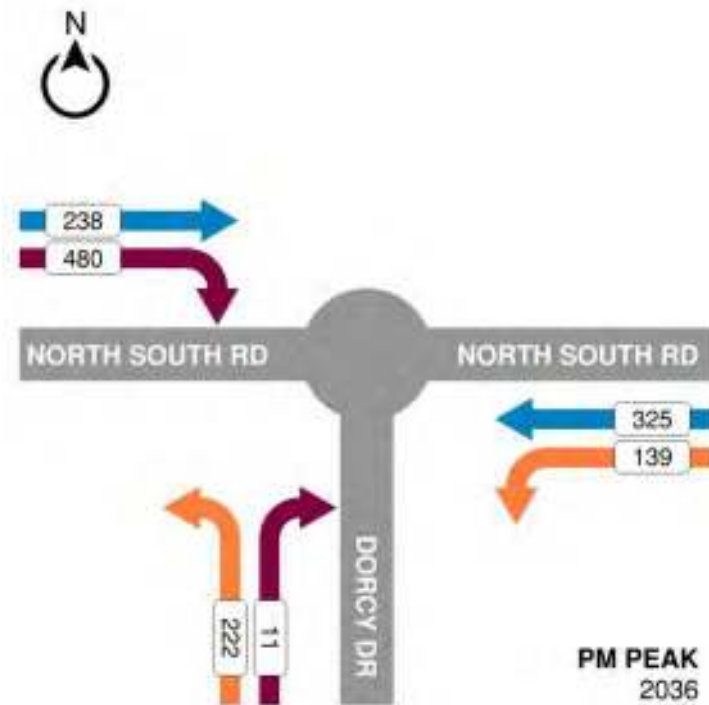 N
238
480
NORTH SOUTH RD
NORTH SOUTH RD
325
139
222
11
DORCY DR
PM PEAK
2036